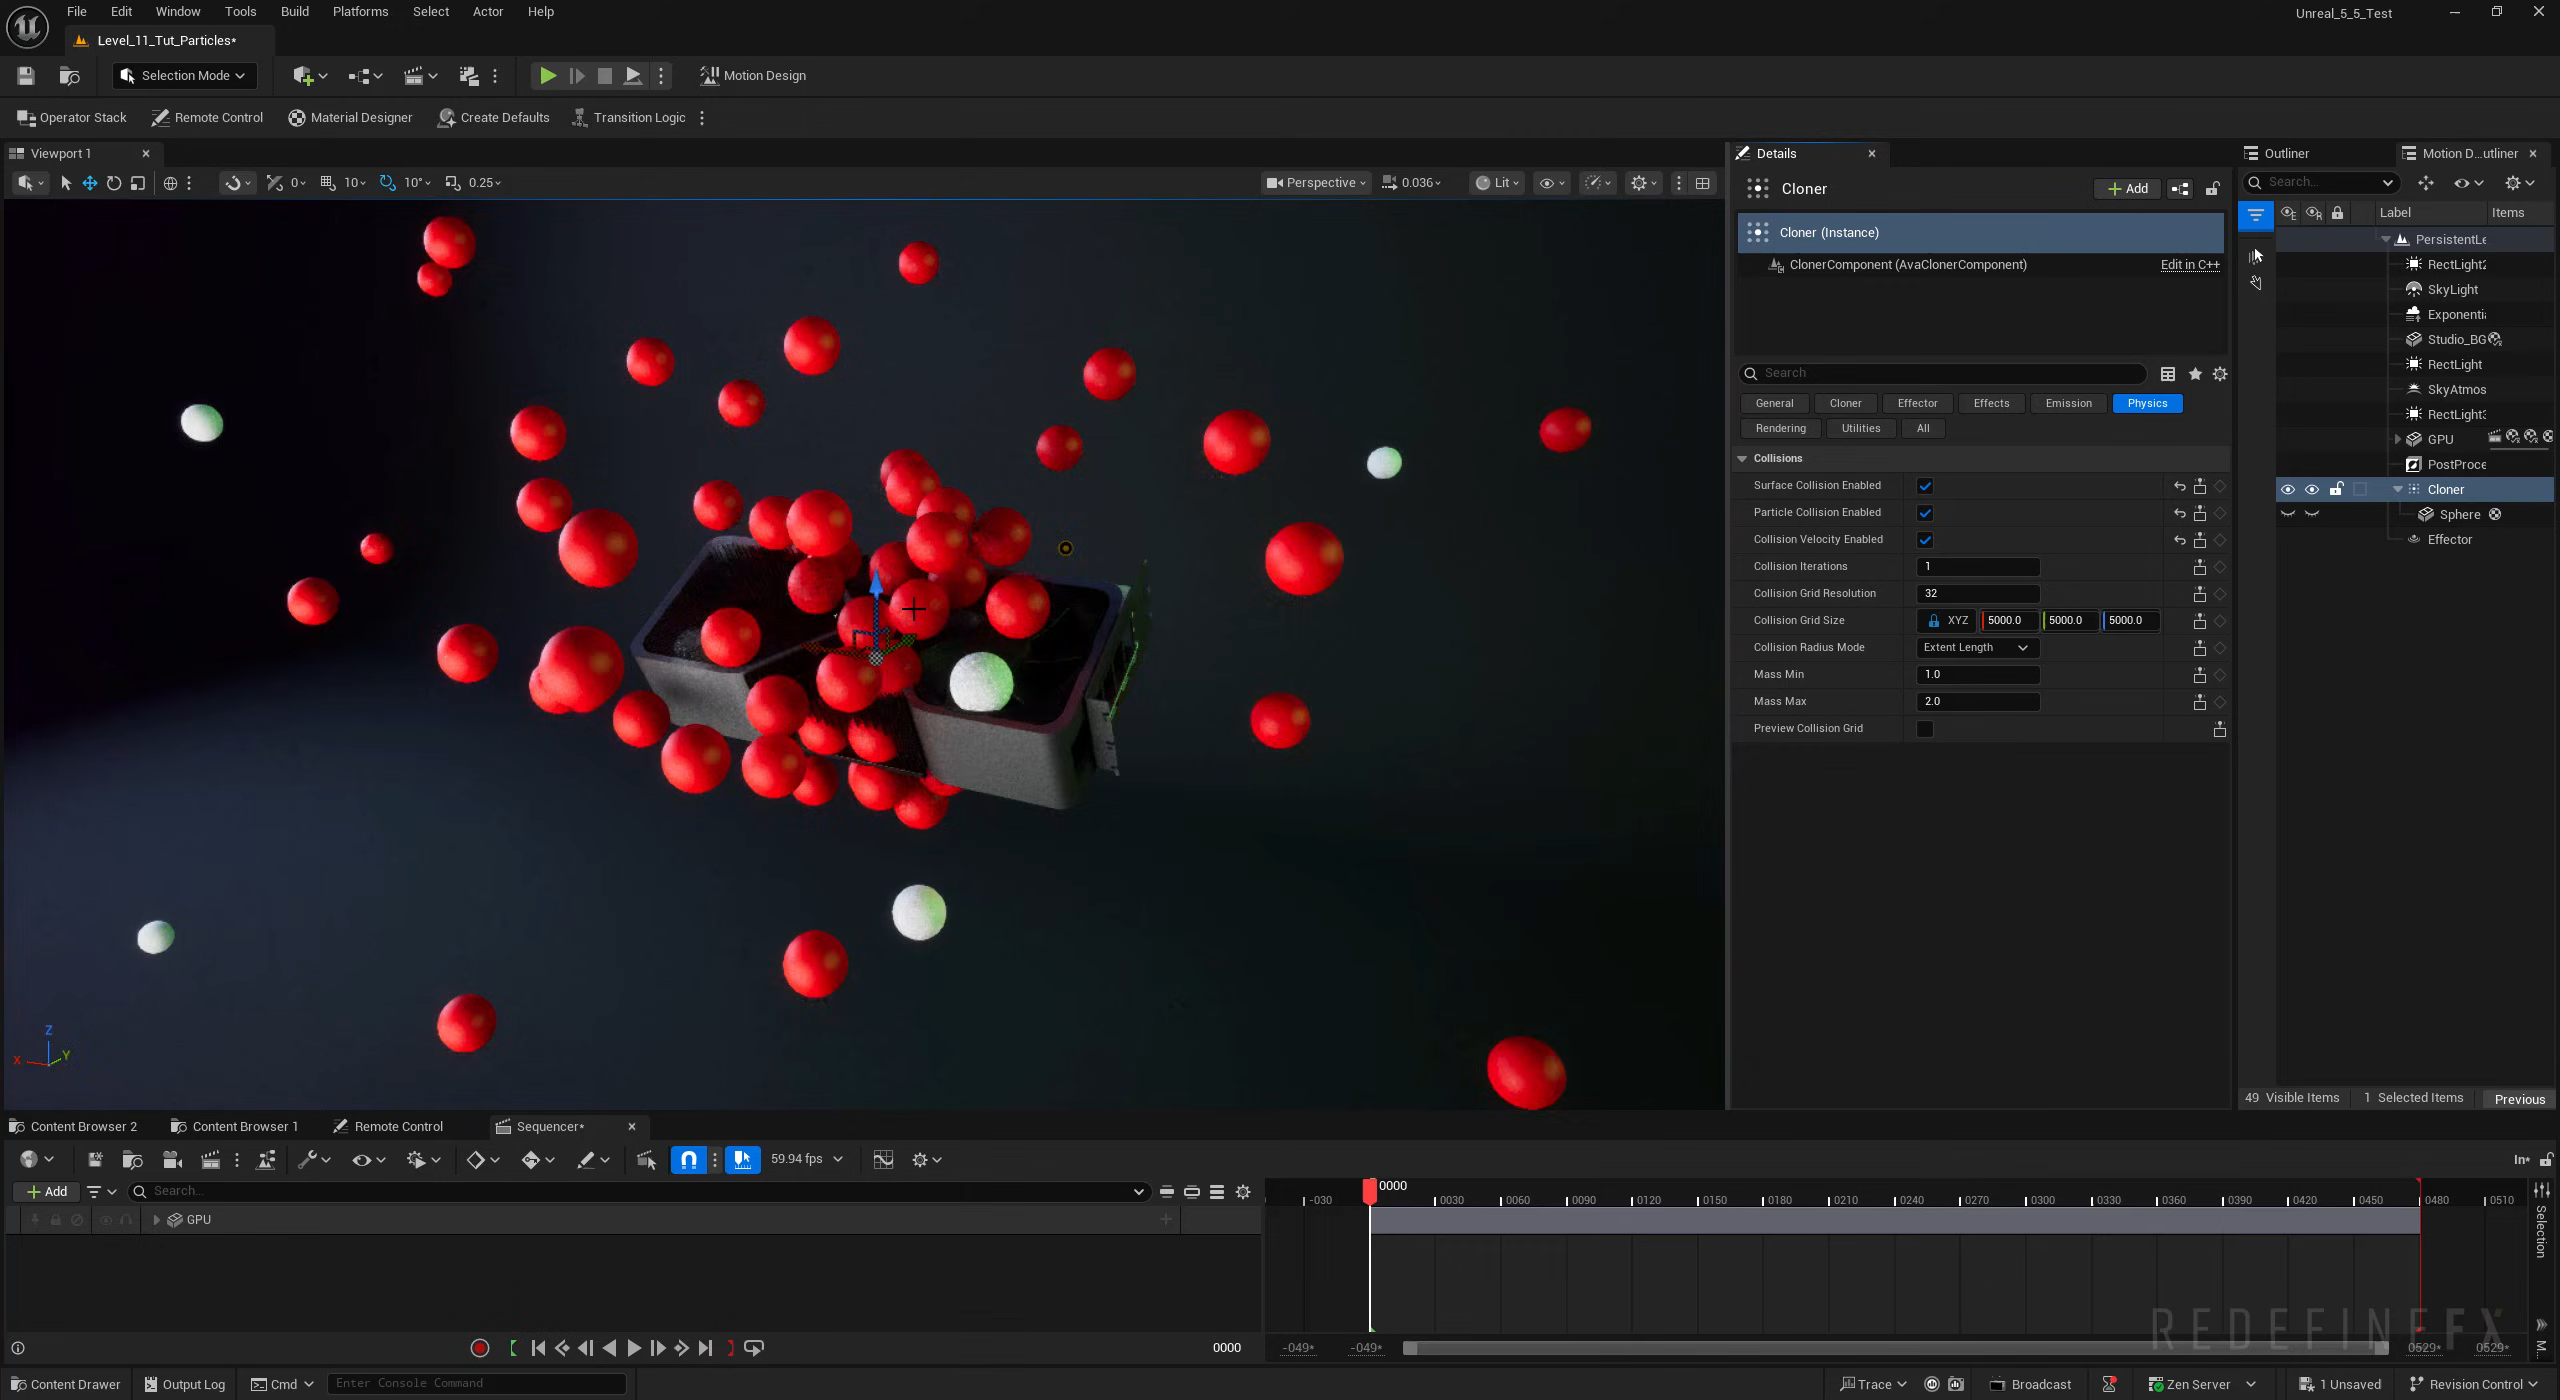 File Edit Window Tools Build Platforms Select Actor Help
Unreal_5_5_Test
Level_11_Tut_Particles*
Selection Mode
Motion Design
Operator Stack Remote Control Material Designer Create Defaults Transition Logic
Viewport 1
Details
Outliner
Motion D...utliner
0 10 10° 0.25
Perspective 0.036 Lit
Cloner
Add
Search...
Label Items
Cloner (Instance)
ClonerComponent (AvaClonerComponent) Edit in C++
PersistentLe
RectLight2
SkyLight
Exponentia
Studio_BG
RectLight
SkyAtmos
RectLight3
GPU
PostProce
Cloner
Sphere
Effector
Search
General Cloner Effector Effects Emission Physics
Rendering Utilities All
Collisions
Surface Collision Enabled
Particle Collision Enabled
Collision Velocity Enabled
Collision Iterations 1
Collision Grid Resolution 32
Collision Grid Size XYZ 5000.0 5000.0 5000.0
Collision Radius Mode Extent Length
Mass Min 1.0
Mass Max 2.0
Preview Collision Grid
Z
X Y
49 Visible Items 1 Selected Items Previous
Content Browser 2 Content Browser 1 Remote Control Sequencer*
59.94 fps
In*
Add Search...
0000
-030 0030 0060 0090 0120 0150 0180 0210 0240 0270 0300 0330 0360 0390 0420 0450 0480 0510
GPU
Selection
REDEFINEFX
0000
-049* -049* 0529* 0529*
M...
Content Drawer Output Log Cmd Enter Console Command
Trace Broadcast Zen Server 1 Unsaved Revision Control